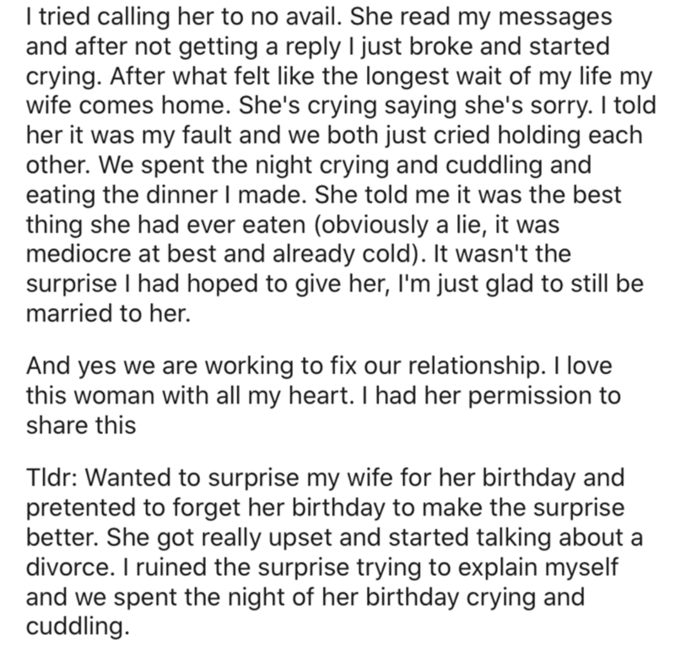 I tried calling her to no avail. She read my messages
and after not getting a reply I just broke and started
crying. After what felt like the longest wait of my life my
wife comes home. She's crying saying she's sorry. I told
her it was my fault and we both just cried holding each
other. We spent the night crying and cuddling and
eating the dinner I made. She told me it was the best
thing she had ever eaten (obviously a lie, it was
mediocre at best and already cold). It wasn't the
surprise I had hoped to give her, I'm just glad to still be
married to her.
And yes we are working to fix our relationship. I love
this woman with all my heart. I had her permission to
share this
Tldr: Wanted to surprise my wife for her birthday and
pretented to forget her birthday to make the surprise
better. She got really upset and started talking about a
divorce. I ruined the surprise trying to explain myself
and we spent the night of her birthday crying and
cuddling.